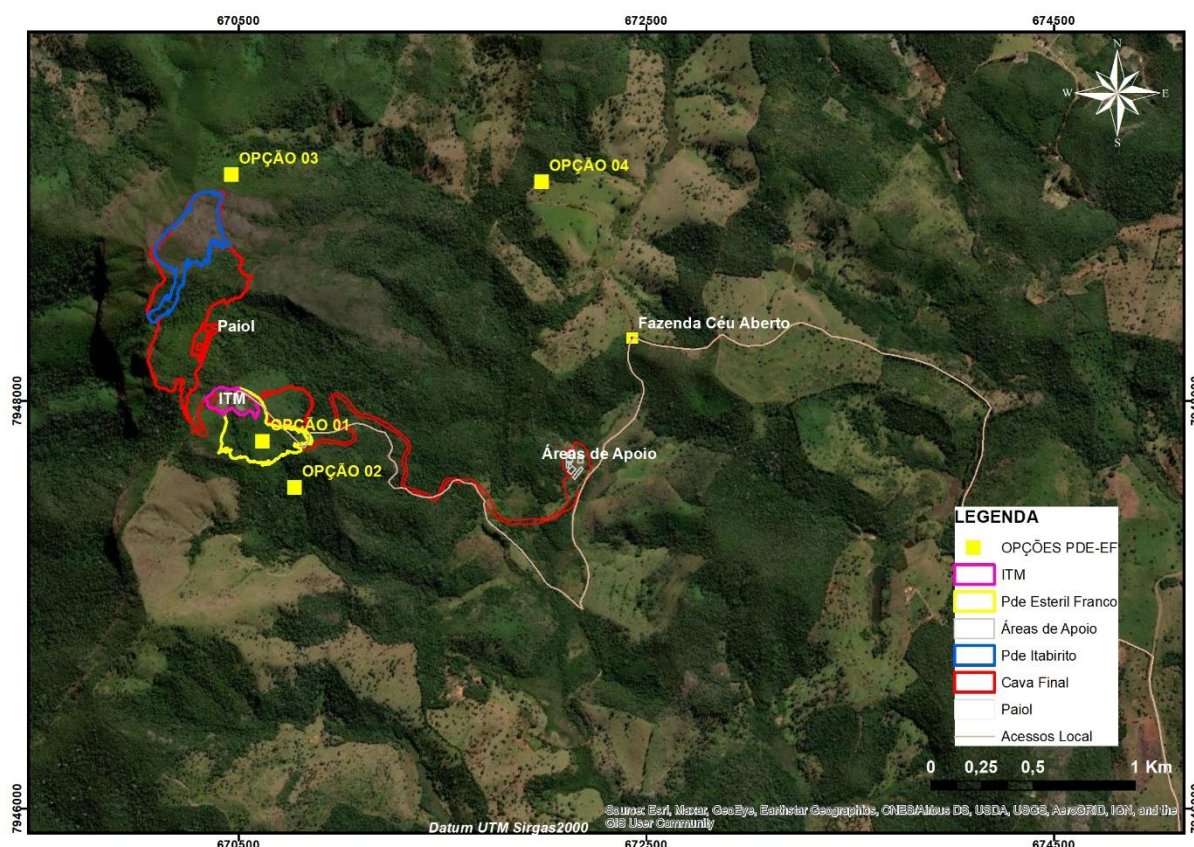 670500 672500 674500
N
W E
S
OPÇÃO 03
OPÇÃO 04
Paiol
Fazenda Céu Aberto
7948000
ITM
OPÇÃO 01
Áreas de Apoio
OPÇÃO 02
LEGENDA
OPÇÕES PDE-EF
ITM
Pde Esteril Franco
Áreas de Apoio
Pde Itabirito
Cava Final
Paiol
Acessos Local
0 0,25 0,5 1 Km
7946000
Source: Esri, Maxar, GeoEye, Earthstar Geographics, CNES/Airbus DS, USDA, USGS, AeroGRID, IGN, and the
GIS User Community
Datum UTM Sirgas2000
670500 672500 674500